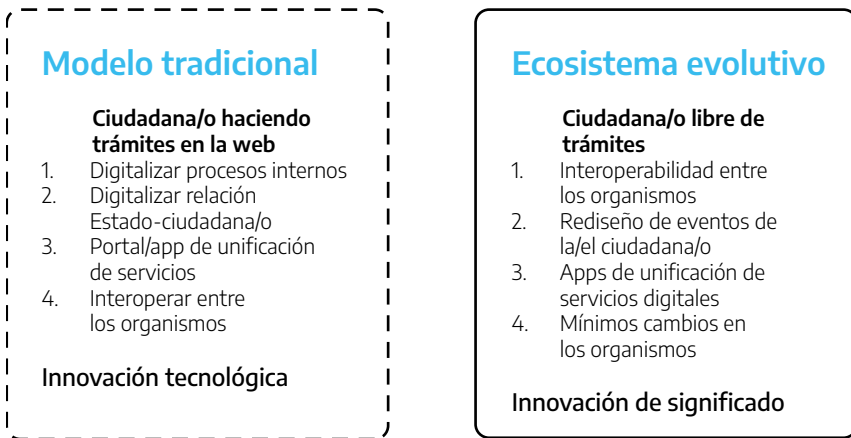 Modelo tradicional
Ciudadana/o haciendo
trámites en la web
1. Digitalizar procesos internos
2. Digitalizar relación
Estado-ciudadana/o
3. Portal/app de unificación
de servicios
4. Interoperar entre
los organismos
Innovación tecnológica
Ecosistema evolutivo
Ciudadana/o libre de
trámites
1. Interoperabilidad entre
los organismos
2. Rediseño de eventos de
la/el ciudadana/o
3. Apps de unificación de
servicios digitales
4. Mínimos cambios en
los organismos
Innovación de significado